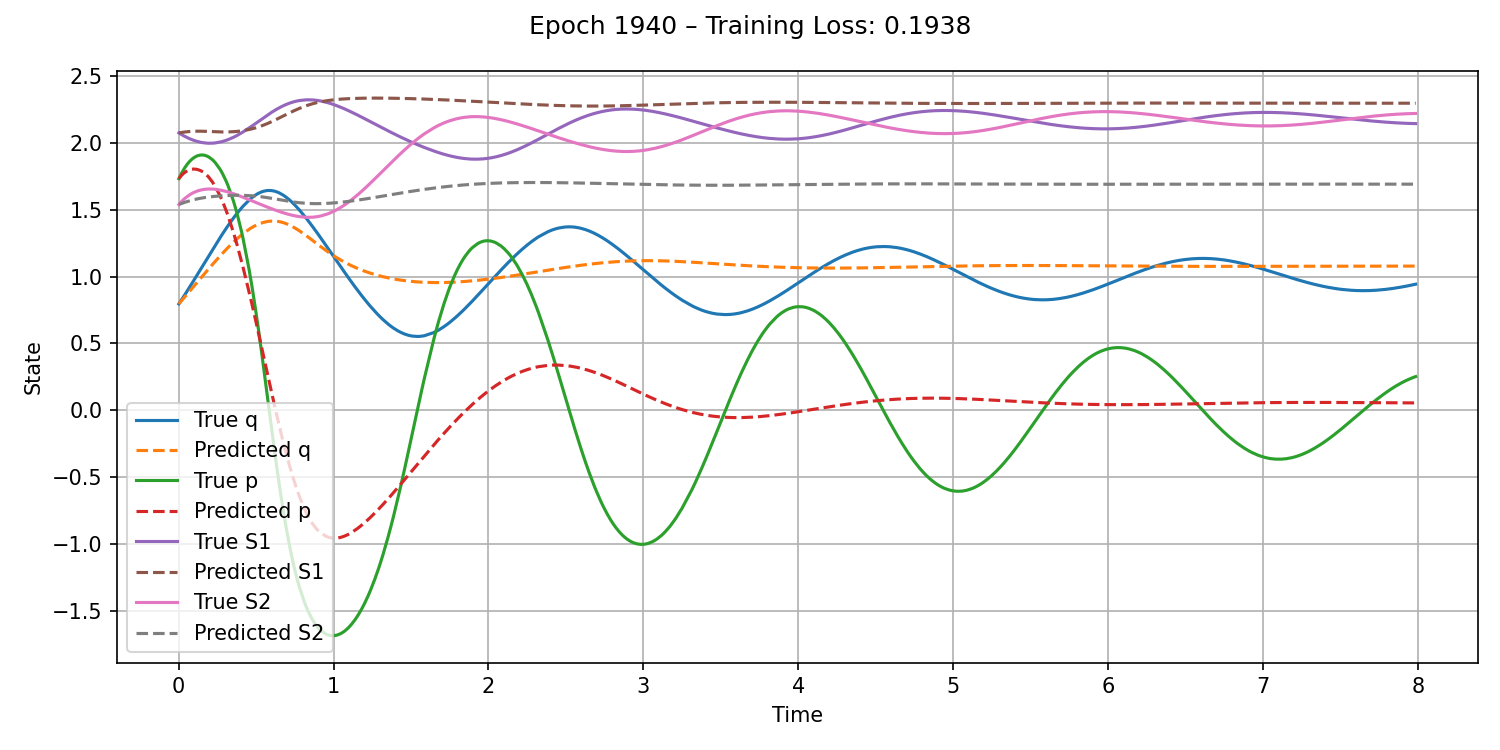 Epoch 1940 – Training Loss: 0.1938
2.5
2.0
1.5
1.0
0.5
0.0
−0.5
−1.0
−1.5
State
True q
Predicted q
True p
Predicted p
True S1
Predicted S1
True S2
Predicted S2
0 1 2 3 4 5 6 7 8
Time